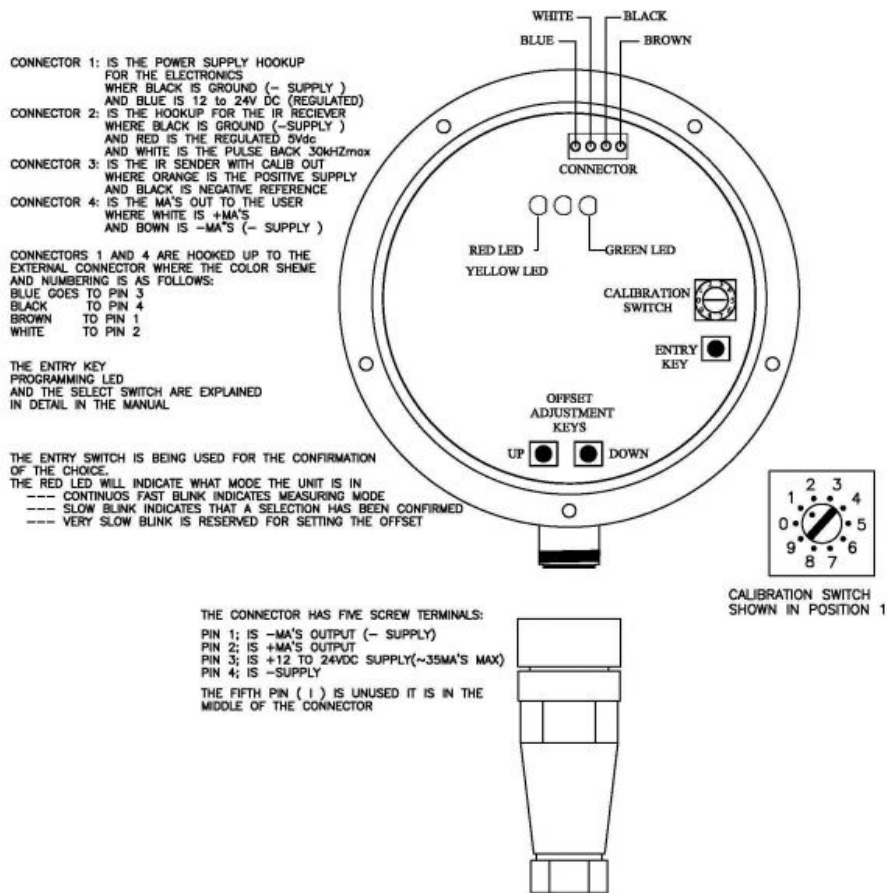 WHITE
BLACK
BLUE
BROWN
CONNECTOR 1: IS THE POWER SUPPLY HOOKUP
FOR THE ELECTRONICS
WHER BLACK IS GROUND (- SUPPLY )
AND BLUE IS 12 to 24V DC (REGULATED)
CONNECTOR 2: IS THE HOOKUP FOR THE IR RECIEVER
WHERE BLACK IS GROUND (-SUPPLY )
AND RED IS THE REGULATED 5Vdc
AND WHITE IS THE PULSE BACK 30kHZmax
CONNECTOR 3: IS THE IR SENDER WITH CALIB OUT
WHERE ORANGE IS THE POSITIVE SUPPLY
AND BLACK IS NEGATIVE REFERENCE
CONNECTOR 4: IS THE MA'S OUT TO THE USER
WHERE WHITE IS +MA'S
AND BOWN IS -MA"S (- SUPPLY )
CONNECTORS 1 AND 4 ARE HOOKED UP TO THE
EXTERNAL CONNECTOR WHERE THE COLOR SHEME
AND NUMBERING IS AS FOLLOWS:
BLUE GOES TO PIN 3
BLACK TO PIN 4
BROWN TO PIN 1
WHITE TO PIN 2
THE ENTRY KEY
PROGRAMMING LED
AND THE SELECT SWITCH ARE EXPLAINED
IN DETAIL IN THE MANUAL
THE ENTRY SWITCH IS BEING USED FOR THE CONFIRMATION
OF THE CHOICE.
THE RED LED WILL INDICATE WHAT MODE THE UNIT IS IN
--- CONTINUOS FAST BLINK INDICATES MEASURING MODE
--- SLOW BLINK INDICATES THAT A SELECTION HAS BEEN CONFIRMED
--- VERY SLOW BLINK IS RESERVED FOR SETTING THE OFFSET
CONNECTOR
RED LED
GREEN LED
YELLOW LED
CALIBRATION
SWITCH
ENTRY
KEY
OFFSET
ADJUSTMENT
KEYS
UP
DOWN
2 3
1 4
0 5
9 6
8 7
CALIBRATION SWITCH
SHOWN IN POSITION 1
THE CONNECTOR HAS FIVE SCREW TERMINALS:
PIN 1; IS -MA'S OUTPUT (- SUPPLY)
PIN 2; IS +MA'S OUTPUT
PIN 3; IS +12 TO 24VDC SUPPLY(~35MA'S MAX)
PIN 4; IS -SUPPLY
THE FIFTH PIN ( | ) IS UNUSED IT IS IN THE
MIDDLE OF THE CONNECTOR